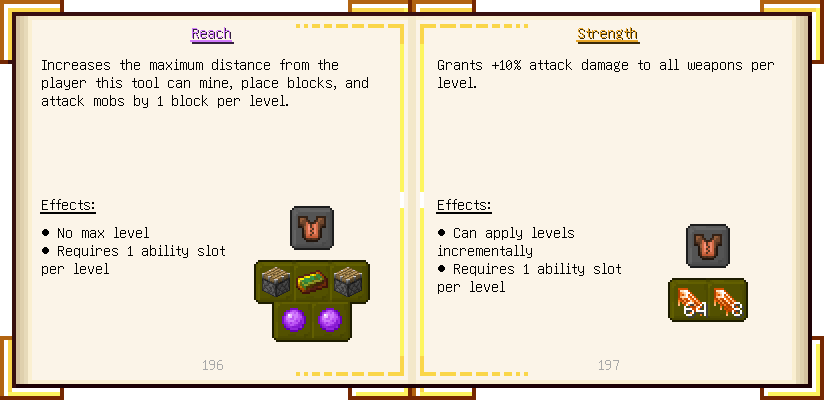 Reach
Increases the maximum distance from the
player this tool can mine, place blocks, and
attack mobs by 1 block per level.
Effects:
● No max level
● Requires 1 ability slot
per level
196
Strength
Grants +10% attack damage to all weapons per
level.
Effects:
● Can apply levels
incrementally
● Requires 1 ability slot
per level
64 8
197